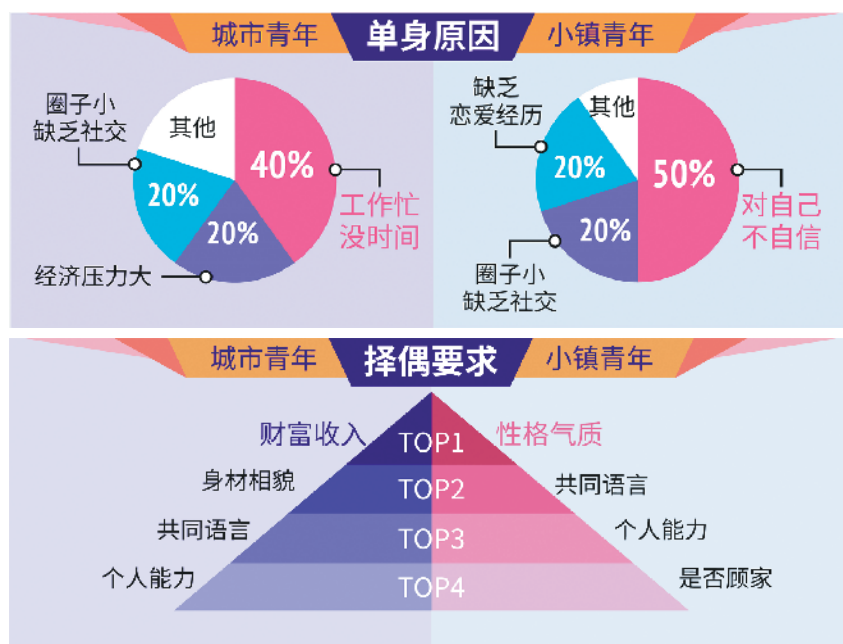 城市青年 单身原因 小镇青年
圈子小
缺乏社交
其他
40%
20%
20%
工作忙
没时间
经济压力大
缺乏
恋爱经历
其他
50%
20%
20%
对自己
不自信
圈子小
缺乏社交
城市青年 择偶要求 小镇青年
财富收入 TOP1 性格气质
身材相貌 TOP2 共同语言
共同语言 TOP3 个人能力
个人能力 TOP4 是否顾家